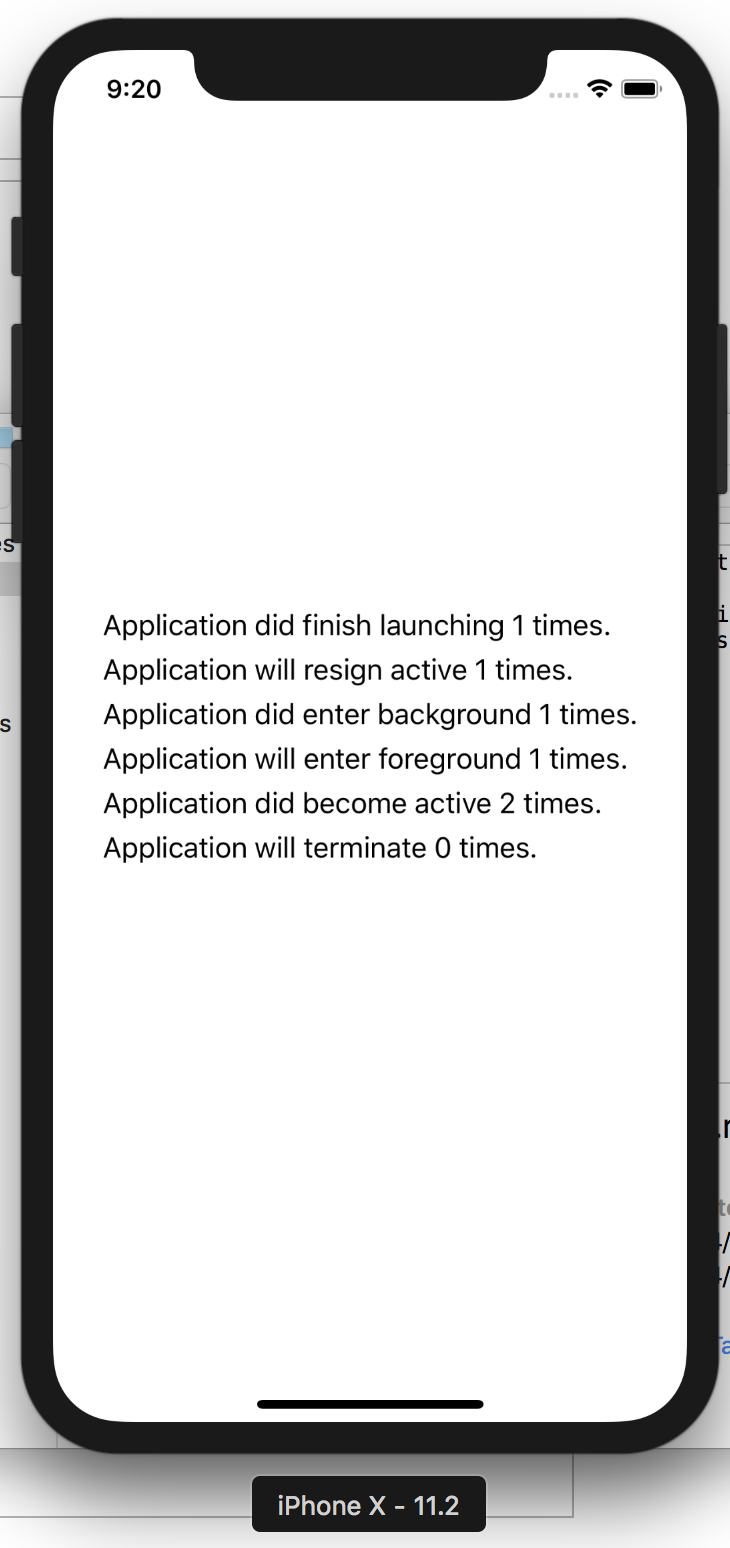 9:20
Application did finish launching 1 times.
Application will resign active 1 times.
Application did enter background 1 times.
Application will enter foreground 1 times.
Application did become active 2 times.
Application will terminate 0 times.
iPhone X - 11.2